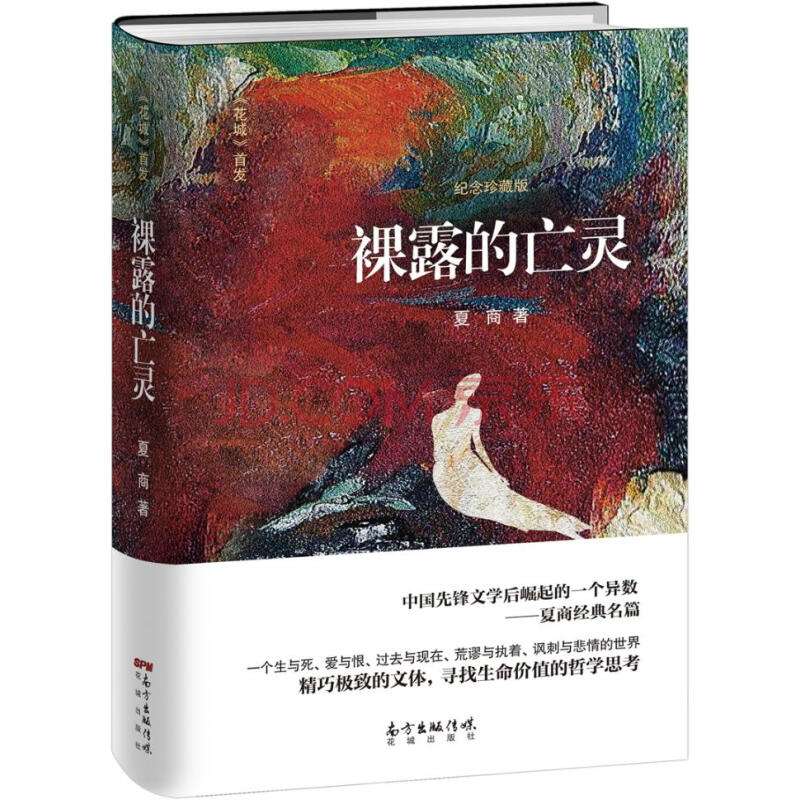 《花城》首发
裸露的亡灵
夏商著
SPM
南方出版传媒
花城出版社
《花城》首发
纪念珍藏版
裸露的亡灵
夏商著
中国先锋文学后崛起的一个异数
——夏商经典名篇
一个生与死、爱与恨、过去与现在、荒谬与执着、讽刺与悲情的世界
精巧极致的文体，寻找生命价值的哲学思考
南方出版传媒
花城出版社